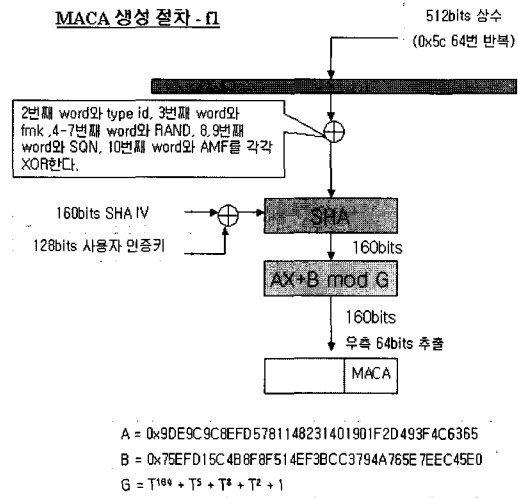 MACA 생성 절차 - f1
512bits 상수
(0x5c 64번 반복)
2번째 word와 type id, 3번째 word와
fmk ,4-7번째 word와 RAND, 8,9번째
word와 SQN, 10번째 word와 AMF를 각각
XOR한다.
160bits SHA IV
128bits 사용자 인증키
SHA
160bits
AX+B mod G
160bits
우측 64bits 추출
MACA
A = 0x9DE9C9C8EFD5781148231401901F2D493F4C6365
B = 0x75EFD15C4B8F8F514EF3BCC3794A765E7EEC45E0
G = T¹⁶⁰ + T⁵ + T³ + T² + 1